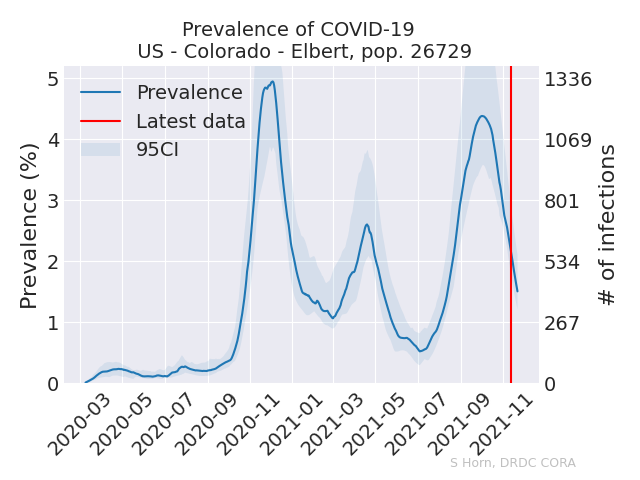 Prevalence of COVID-19
US - Colorado - Elbert, pop. 26729
Prevalence (%)
5
4
3
2
1
0
Prevalence
Latest data
95CI
1336
1069
801
534
267
0
# of infections
2020-03
2020-05
2020-07
2020-09
2020-11
2021-01
2021-03
2021-05
2021-07
2021-09
2021-11
S Horn, DRDC CORA